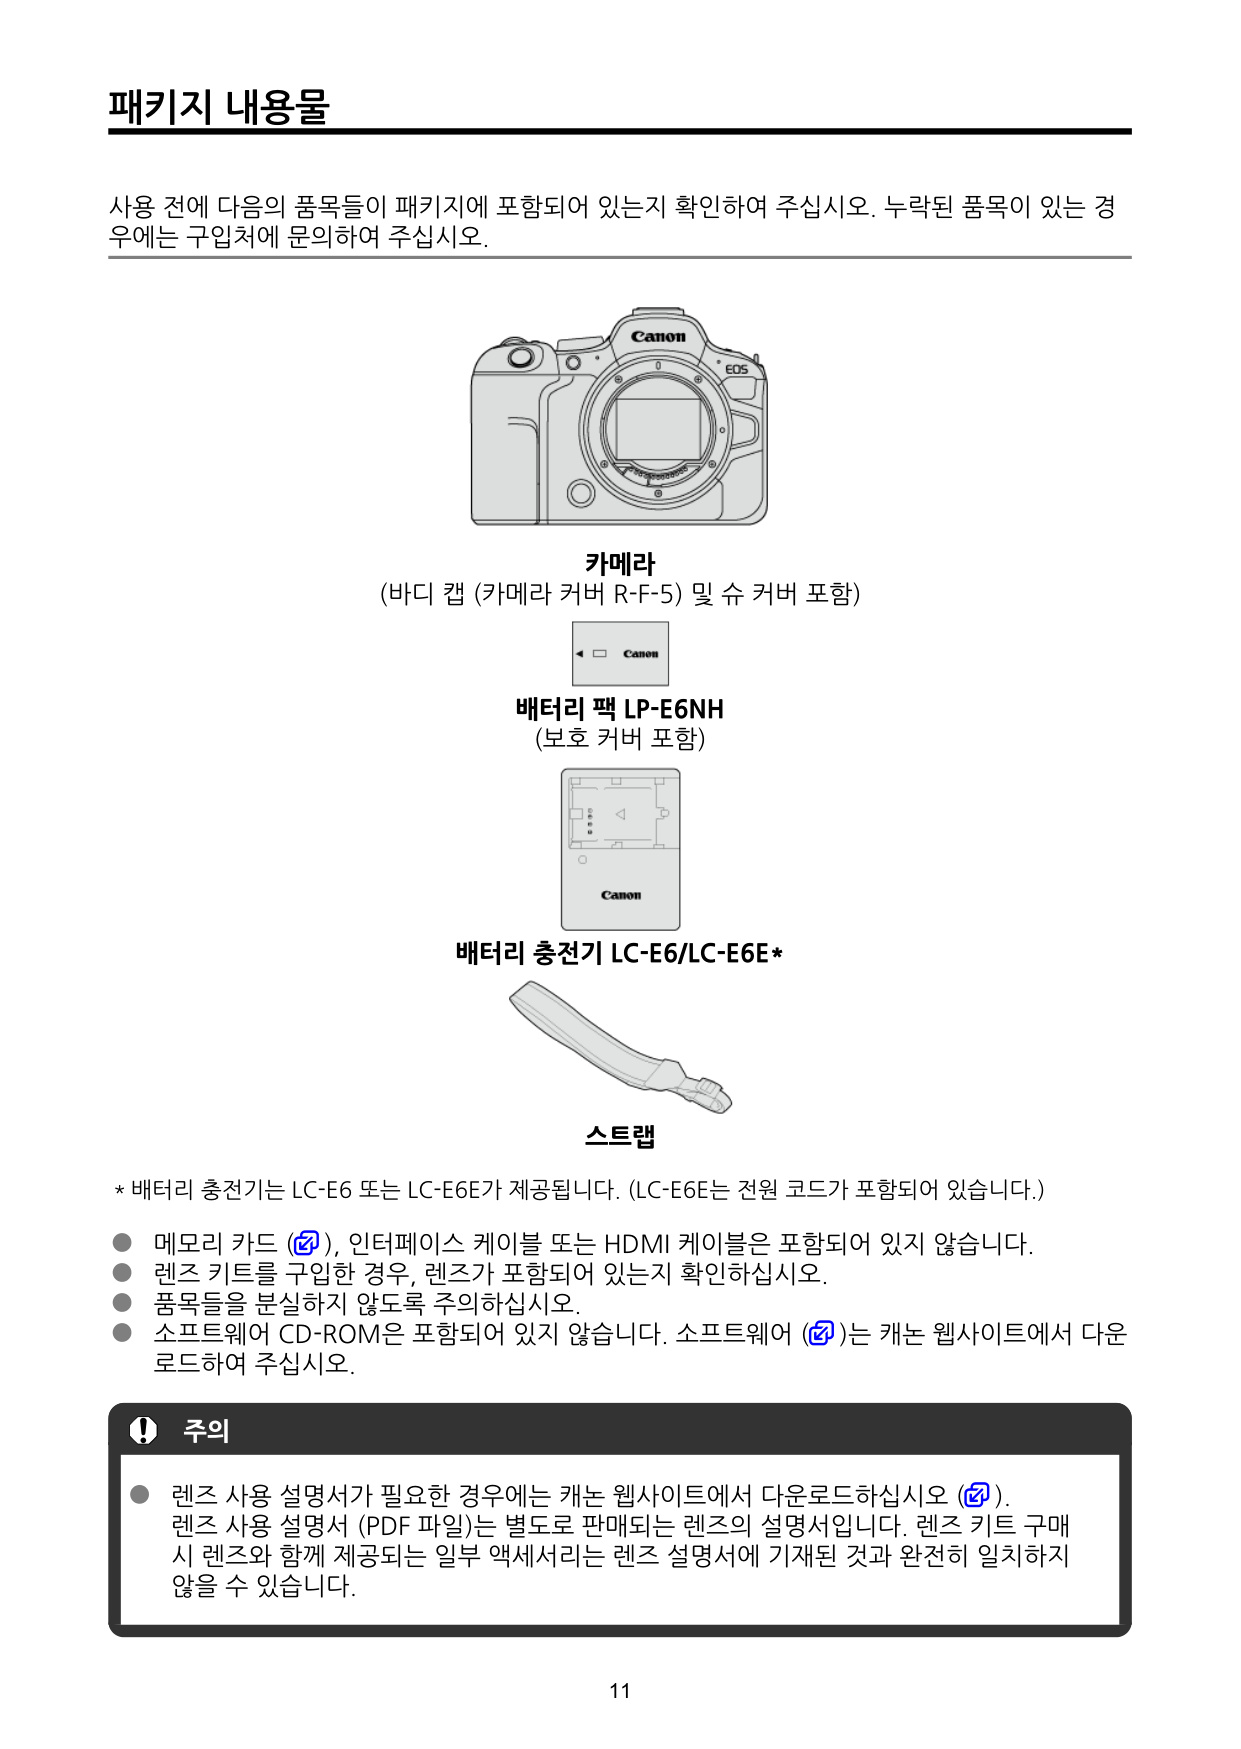 패키지 내용물
사용 전에 다음의 품목들이 패키지에 포함되어 있는지 확인하여 주십시오. 누락된 품목이 있는 경
우에는 구입처에 문의하여 주십시오.
Canon
EOS
카메라
(바디 캡 (카메라 커버 R-F-5) 및 슈 커버 포함)
Canon
배터리 팩 LP-E6NH
(보호 커버 포함)
Canon
배터리 충전기 LC-E6/LC-E6E*
스트랩
* 배터리 충전기는 LC-E6 또는 LC-E6E가 제공됩니다. (LC-E6E는 전원 코드가 포함되어 있습니다.)
● 메모리 카드 ( ), 인터페이스 케이블 또는 HDMI 케이블은 포함되어 있지 않습니다.
● 렌즈 키트를 구입한 경우, 렌즈가 포함되어 있는지 확인하십시오.
● 품목들을 분실하지 않도록 주의하십시오.
● 소프트웨어 CD-ROM은 포함되어 있지 않습니다. 소프트웨어 ( )는 캐논 웹사이트에서 다운
로드하여 주십시오.
주의
● 렌즈 사용 설명서가 필요한 경우에는 캐논 웹사이트에서 다운로드하십시오 ( ).
렌즈 사용 설명서 (PDF 파일)는 별도로 판매되는 렌즈의 설명서입니다. 렌즈 키트 구매
시 렌즈와 함께 제공되는 일부 액세서리는 렌즈 설명서에 기재된 것과 완전히 일치하지
않을 수 있습니다.
11